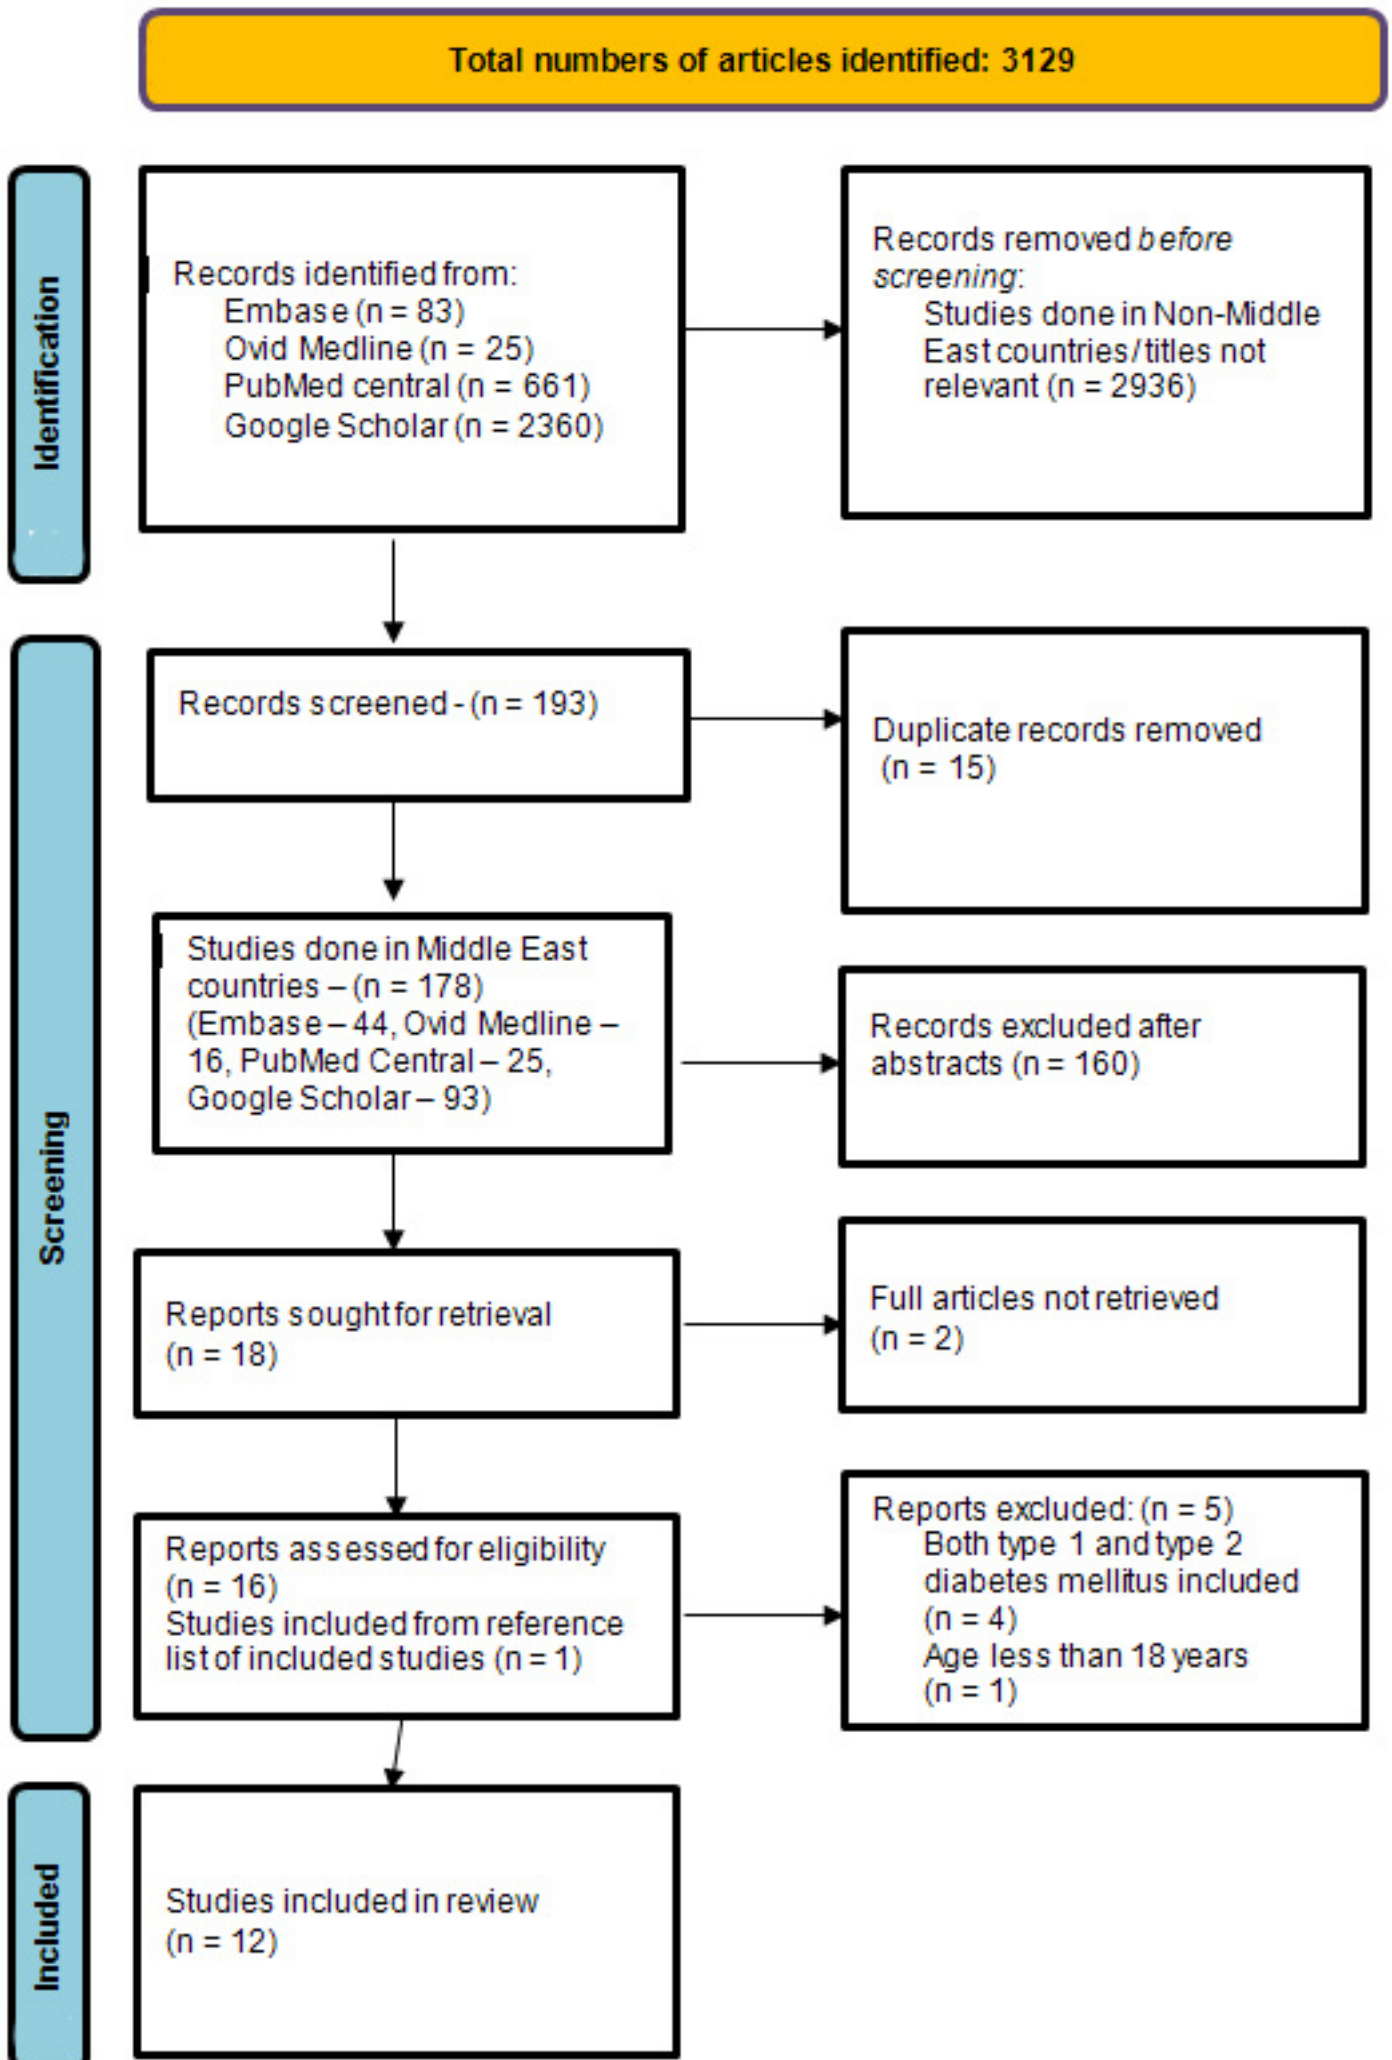 Total numbers of articles identified: 3129
Identification
Records identified from:
Embase (n = 83)
Ovid Medline (n = 25)
PubMed central (n = 661)
Google Scholar (n = 2360)
Records removed before
screening:
Studies done in Non-Middle
East countries/titles not
relevant (n = 2936)
Screening
Records screened - (n = 193)
Duplicate records removed
(n = 15)
Studies done in Middle East
countries – (n = 178)
(Embase – 44, Ovid Medline –
16, PubMed Central – 25,
Google Scholar – 93)
Records excluded after
abstracts (n = 160)
Reports sought for retrieval
(n = 18)
Full articles not retrieved
(n = 2)
Reports assessed for eligibility
(n = 16)
Studies included from reference
list of included studies (n = 1)
Reports excluded: (n = 5)
Both type 1 and type 2
diabetes mellitus included
(n = 4)
Age less than 18 years
(n = 1)
Included
Studies included in review
(n = 12)